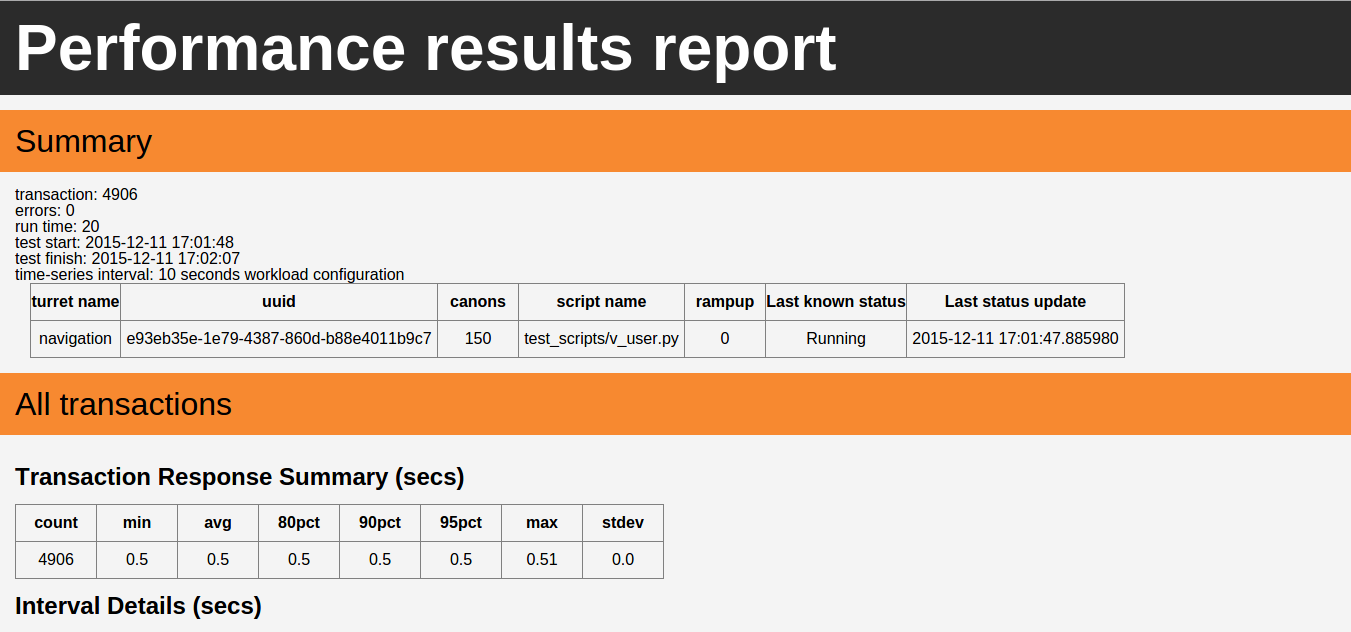 Performance results report
Summary
transaction: 4906
errors: 0
run time: 20
test start: 2015-12-11 17:01:48
test finish: 2015-12-11 17:02:07
time-series interval: 10 seconds workload configuration
turret name uuid canons script name rampup Last known status Last status update
navigation e93eb35e-1e79-4387-860d-b88e4011b9c7 150 test_scripts/v_user.py 0 Running 2015-12-11 17:01:47.885980
All transactions
Transaction Response Summary (secs)
count min avg 80pct 90pct 95pct max stdev
4906 0.5 0.5 0.5 0.5 0.5 0.51 0.0
Interval Details (secs)